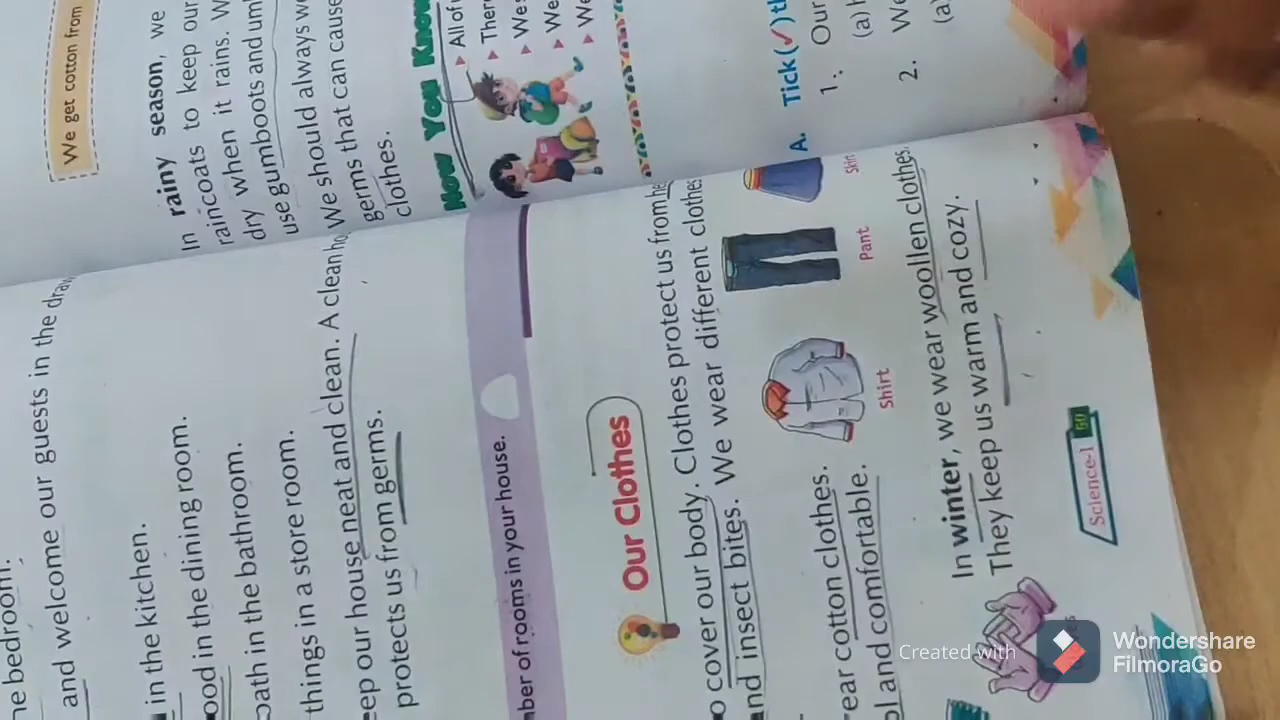 he bedroom.
and welcome our guests in the draw
in the kitchen.
ood in the dining room.
bath in the bathroom.
things in a store room.
eep our house neat and clean. A clean ho
protects us from germs.
mber of rooms in your house.
Our Clothes
o cover our body. Clothes protect us from he
nd insect bites. We wear different clothes
Shirt
Pant
Skirt
ear cotton clothes.
ol and comfortable.
In winter, we wear woollen clothes.
They keep us warm and cozy.
Science-1
We get cotton from
In rainy season, we
raincoats to keep our
dry when it rains. W
use gumboots and umb
We should always we
germs that can cause
clothes.
Now You Know
All of u
Ther
We s
We
We
A. Tick (✓) th
1. Our
(a) h
2. We
(a)
Created with
Wondershare
FilmoraGo